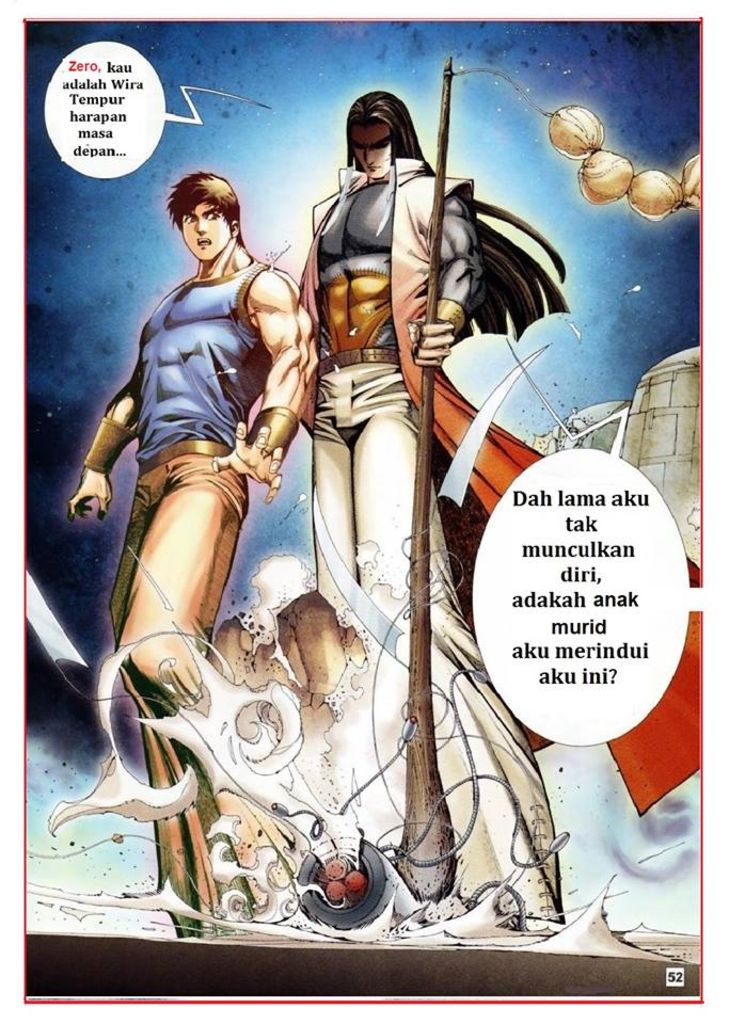 Zero, kau
adalah Wira
Tempur
harapan
masa
depan...
Dah lama aku
tak
munculkan
diri,
adakah anak
murid
aku merindui
aku ini?
52